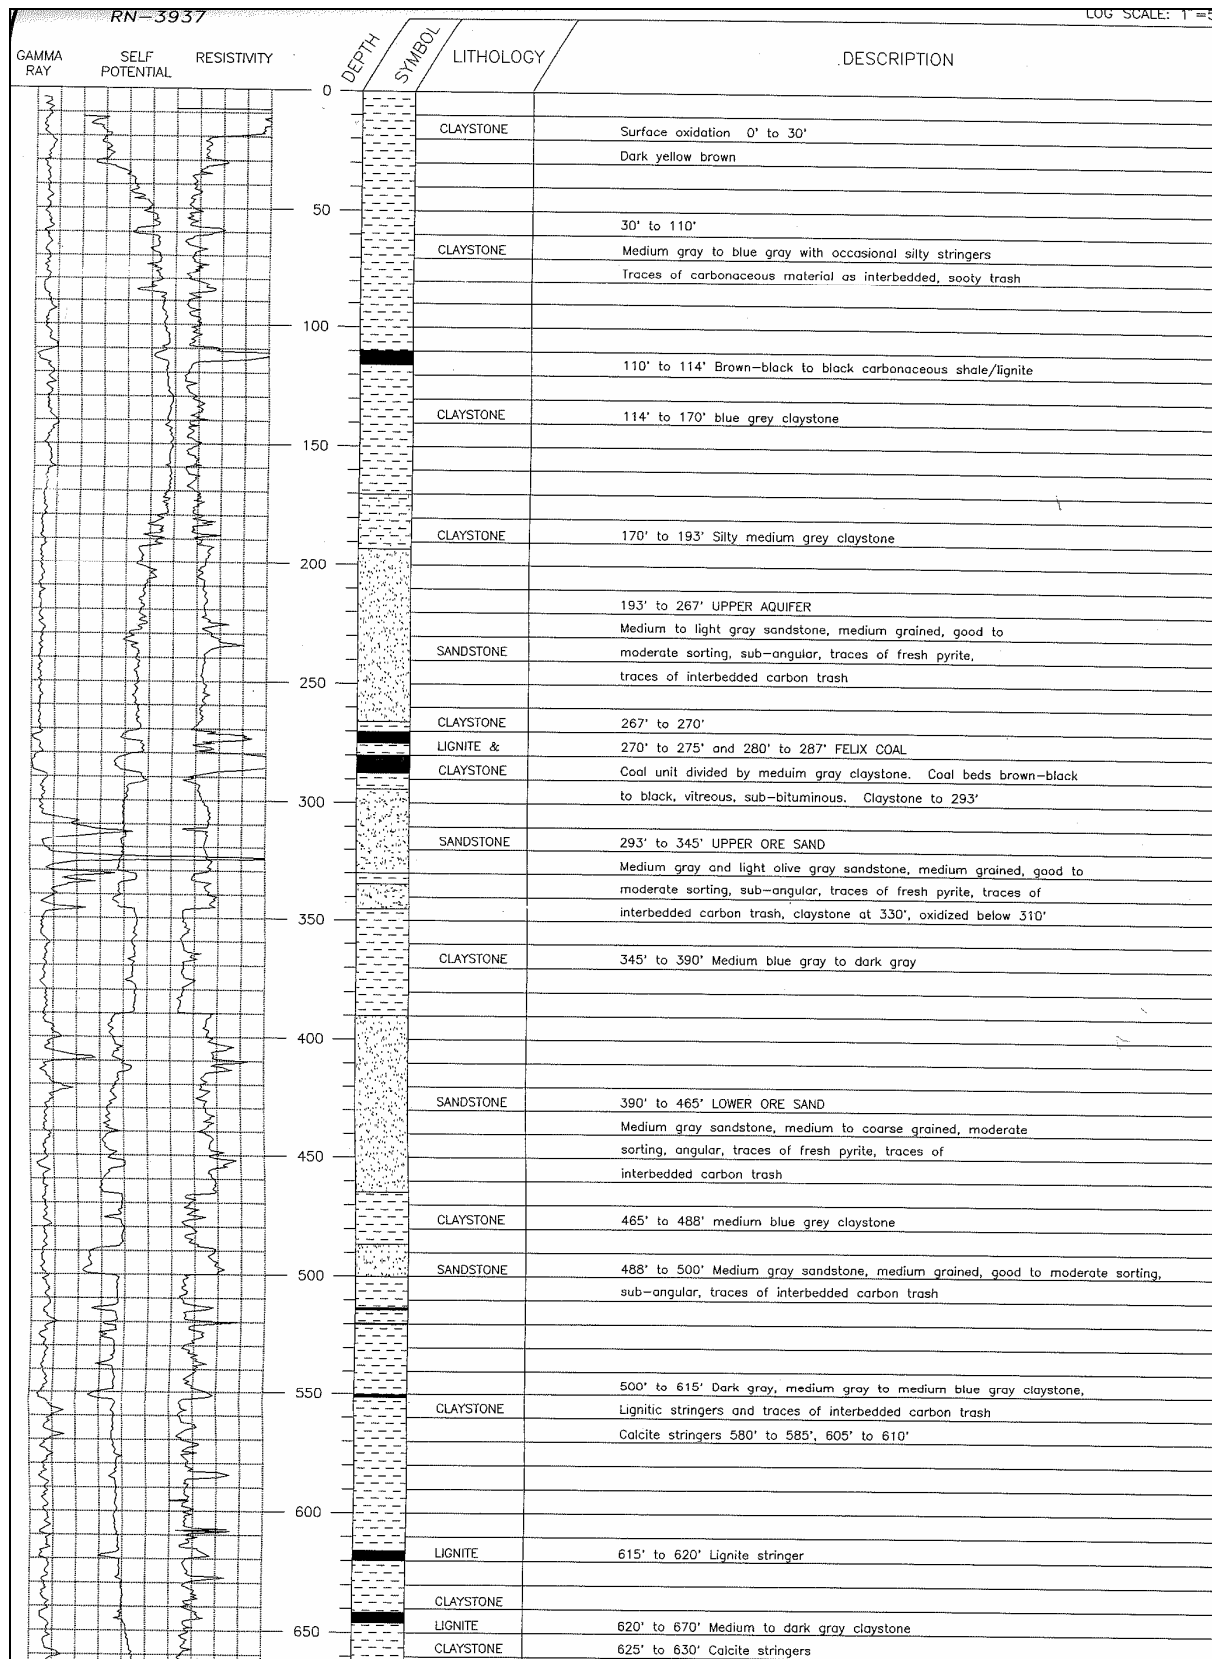 RN-3937
LOG SCALE: 1"=5
GAMMA RAY
SELF POTENTIAL
RESISTIVITY
DEPTH
SYMBOL
LITHOLOGY
DESCRIPTION
0
CLAYSTONE Surface oxidation 0' to 30'
Dark yellow brown
50
30' to 110'
CLAYSTONE Medium gray to blue gray with occasional silty stringers
Traces of carbonaceous material as interbedded, sooty trash
100
110' to 114' Brown-black to black carbonaceous shale/lignite
CLAYSTONE 114' to 170' blue grey claystone
150
CLAYSTONE 170' to 193' Silty medium grey claystone
200
193' to 267' UPPER AQUIFER
Medium to light gray sandstone, medium grained, good to
SANDSTONE moderate sorting, sub-angular, traces of fresh pyrite,
traces of interbedded carbon trash
250
CLAYSTONE 267' to 270'
LIGNITE & 270' to 275' and 280' to 287' FELIX COAL
CLAYSTONE Coal unit divided by meduim gray claystone. Coal beds brown-black
to black, vitreous, sub-bituminous. Claystone to 293'
300
SANDSTONE 293' to 345' UPPER ORE SAND
Medium gray and light olive gray sandstone, medium grained, good to
moderate sorting, sub-angular, traces of fresh pyrite, traces of
interbedded carbon trash, claystone at 330', oxidized below 310'
350
CLAYSTONE 345' to 390' Medium blue gray to dark gray
400
SANDSTONE 390' to 465' LOWER ORE SAND
Medium gray sandstone, medium to coarse grained, moderate
sorting, angular, traces of fresh pyrite, traces of
450
interbedded carbon trash
CLAYSTONE 465' to 488' medium blue grey claystone
500
SANDSTONE 488' to 500' Medium gray sandstone, medium grained, good to moderate sorting,
sub-angular, traces of interbedded carbon trash
550
500' to 615' Dark gray, medium gray to medium blue gray claystone,
CLAYSTONE Lignitic stringers and traces of interbedded carbon trash
Calcite stringers 580' to 585', 605' to 610'
600
LIGNITE 615' to 620' Lignite stringer
CLAYSTONE
650
LIGNITE 620' to 670' Medium to dark gray claystone
CLAYSTONE 625' to 630' Calcite stringers